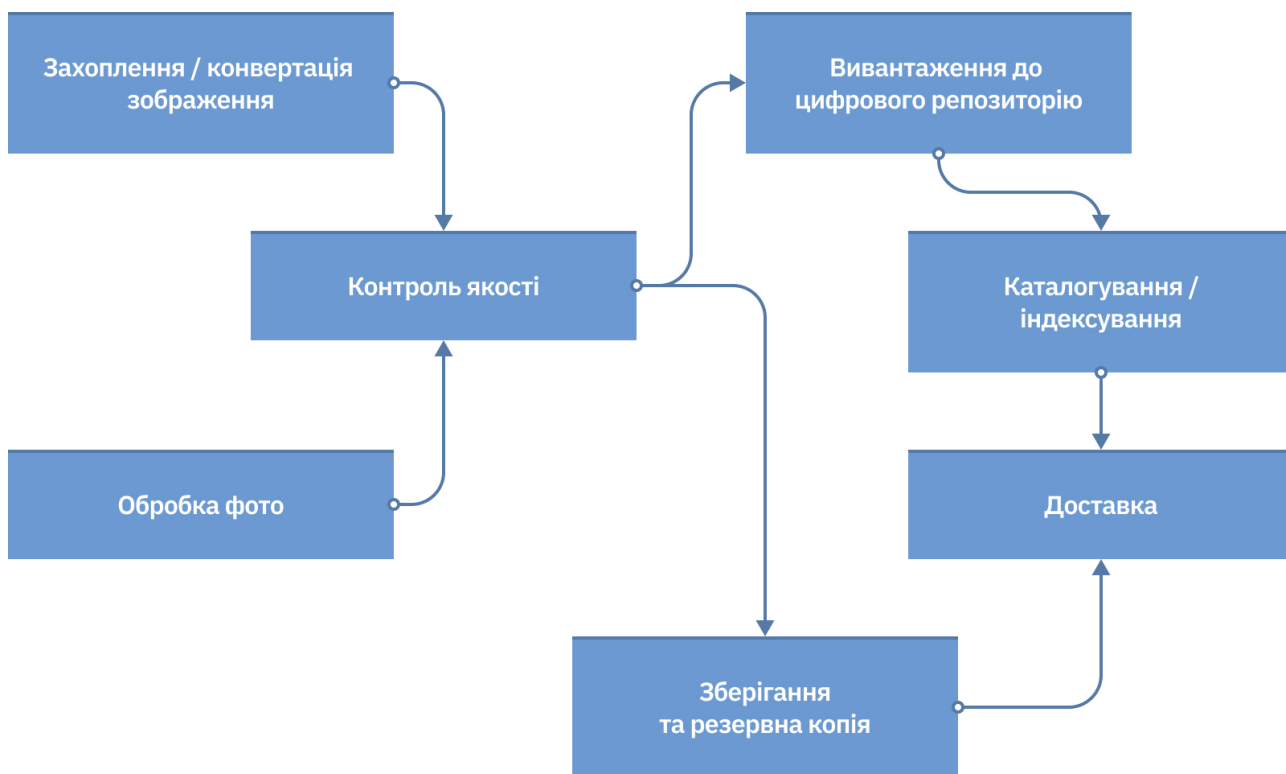 Захоплення / конвертація
зображення
Вивантаження до
цифрового репозиторію
Контроль якості
Каталогування /
індексування
Обробка фото
Доставка
Зберігання
та резервна копія